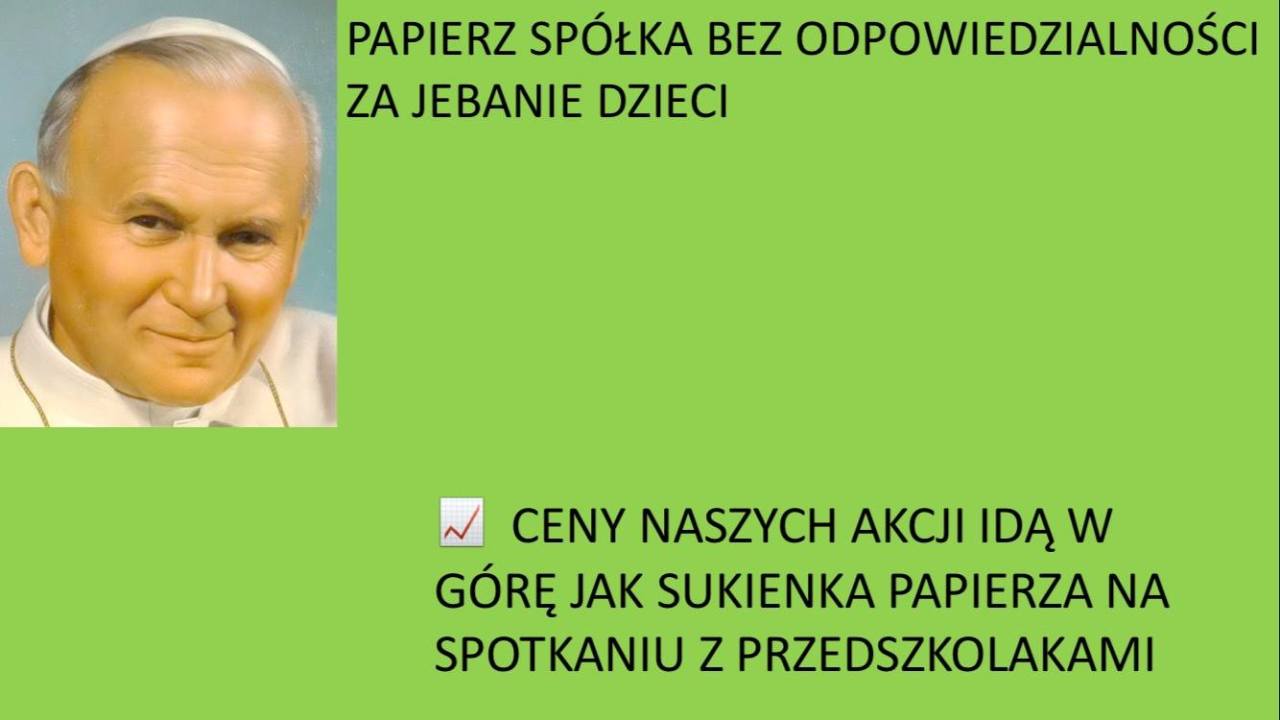 PAPIERZ SPÓŁKA BEZ ODPOWIEDZIALNOŚCI
ZA JEBANIE DZIECI
📈 CENY NASZYCH AKCJI IDĄ W
GÓRĘ JAK SUKIENKA PAPIERZA NA
SPOTKANIU Z PRZEDSZKOLAKAMI